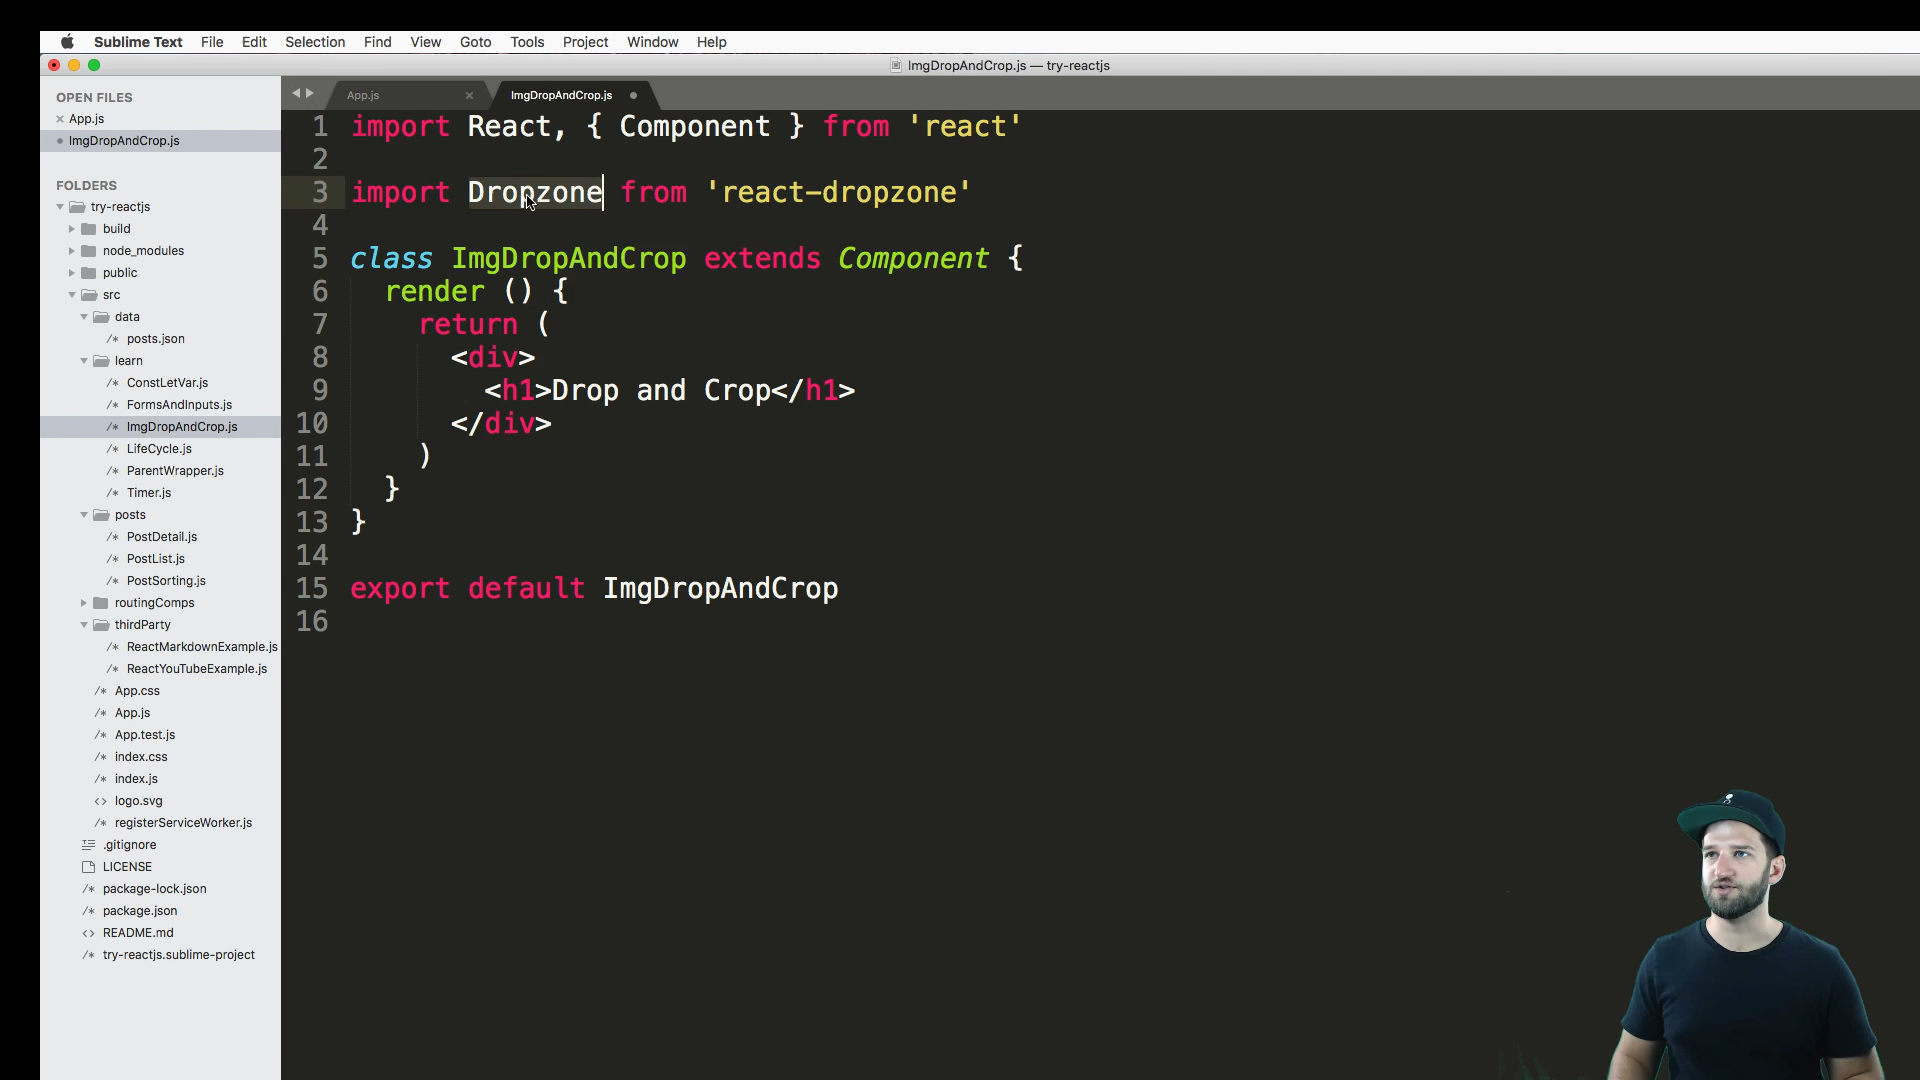 Sublime Text File Edit Selection Find View Goto Tools Project Window Help
ImgDropAndCrop.js — try-reactjs
OPEN FILES
App.js
ImgDropAndCrop.js
FOLDERS
try-reactjs
build
node_modules
public
src
data
posts.json
learn
ConstLetVar.js
FormsAndInputs.js
ImgDropAndCrop.js
LifeCycle.js
ParentWrapper.js
Timer.js
posts
PostDetail.js
PostList.js
PostSorting.js
routingComps
thirdParty
ReactMarkdownExample.js
ReactYouTubeExample.js
App.css
App.js
App.test.js
index.css
index.js
logo.svg
registerServiceWorker.js
.gitignore
LICENSE
package-lock.json
package.json
README.md
try-reactjs.sublime-project
App.js ImgDropAndCrop.js
1 import React, { Component } from 'react'
2
3 import Dropzone from 'react-dropzone'
4
5 class ImgDropAndCrop extends Component {
6 render () {
7 return (
8 <div>
9 <h1>Drop and Crop</h1>
10 </div>
11 )
12 }
13 }
14
15 export default ImgDropAndCrop
16